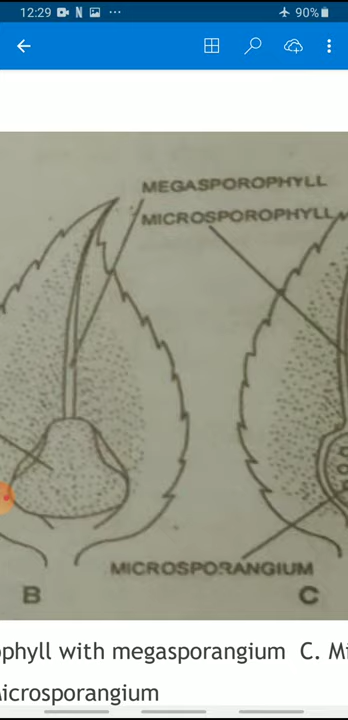 12:29 N ... 90%
MEGASPOROPHYLL
MICROSPOROPHYLL
MICROSPORANGIUM
B C
ophyll with megasporangium C. Mi
icrosporangium